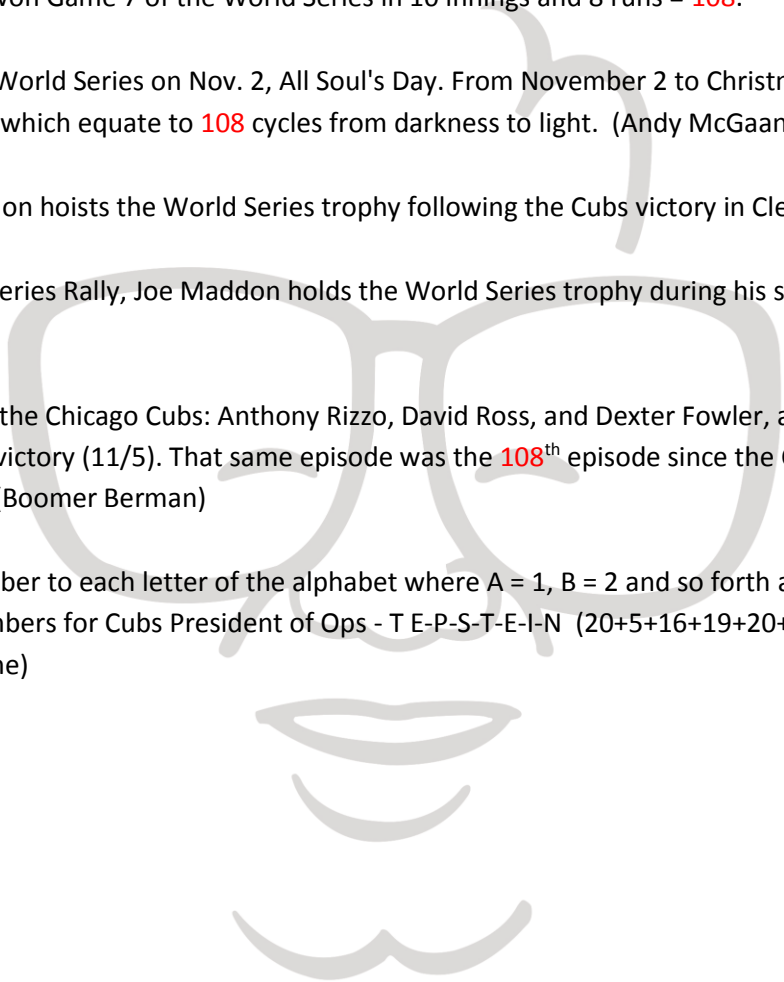 won Game 7 of the World Series in 10 innings and 8 runs = 108.
World Series on Nov. 2, All Soul's Day. From November 2 to
which equate to 108 cycles from darkness to light. (Andy
on hoists the World Series trophy following the Cubs victory in
eries Rally, Joe Maddon holds the World Series trophy during his
the Chicago Cubs: Anthony Rizzo, David Ross, and Dexter Fowler,
victory (11/5). That same episode was the 108th episode since the
(Boomer Berman)
ber to each letter of the alphabet where A = 1, B = 2 and so forth
bers for Cubs President of Ops - T E-P-S-T-E-I-N (20+5+16+19+20+
ne)